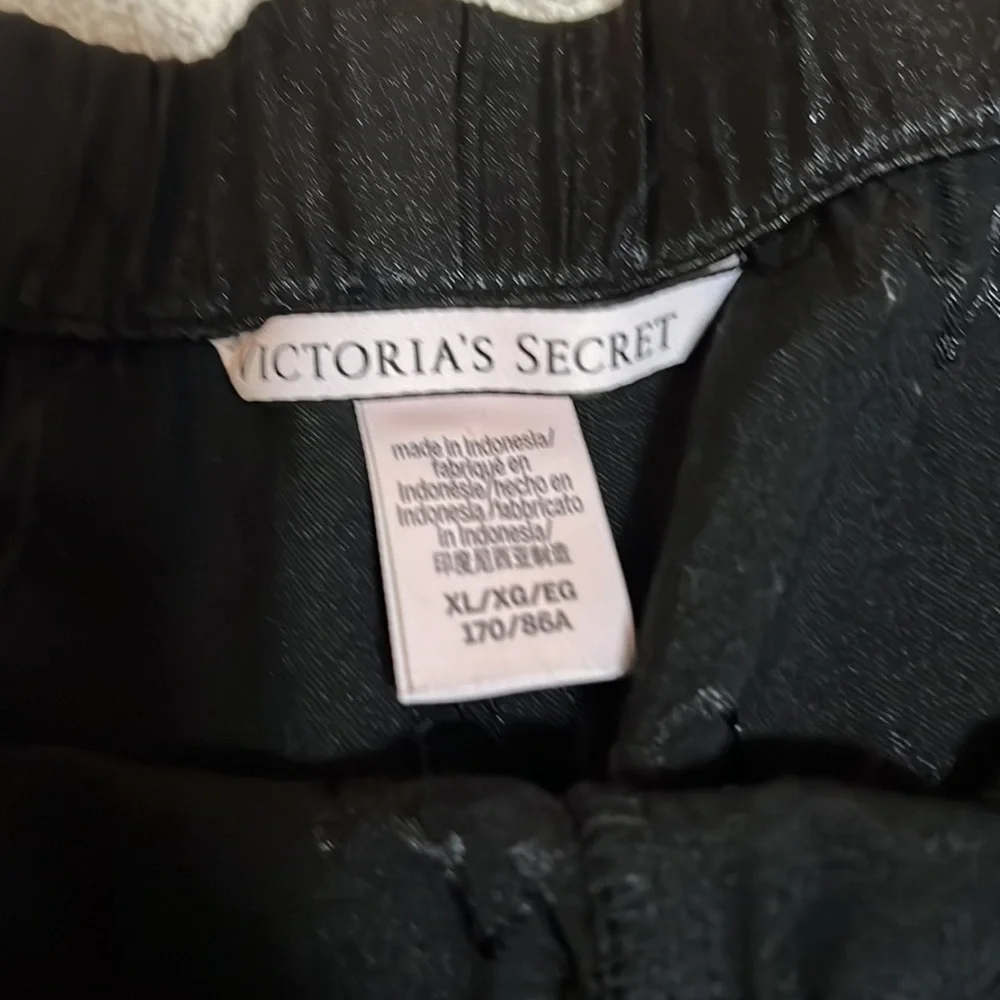 VICTORIA'S SECRET
made in Indonesia/
fabriqué en
Indonésie/hecho en
Indonesia/fabbricato
in Indonesia/
印度尼西亚制造
XL/XG/EG
170/86A